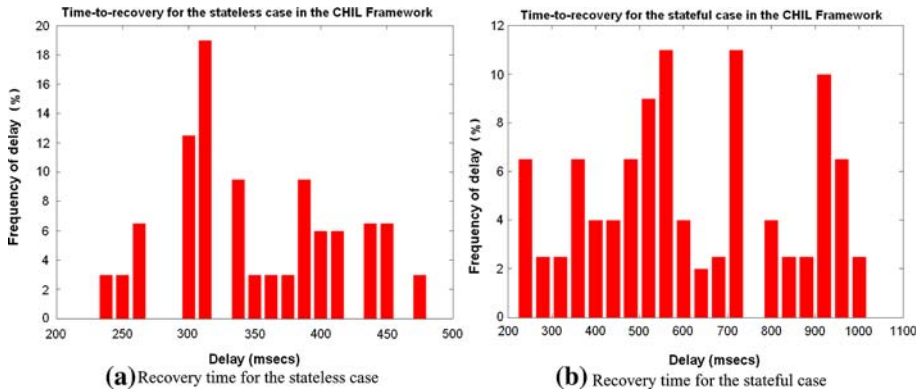 Time-to-recovery for the stateless case in the CHIL Framework
Frequency of delay (%)
20
18
16
14
12
10
8
6
4
2
0
200 250 300 350 400 450 500
Delay (msecs)
(a) Recovery time for the stateless case
Time-to-recovery for the stateful case in the CHIL Framework
Frequency of delay (%)
12
10
8
6
4
2
0
200 300 400 500 600 700 800 900 1000 1100
Delay (msecs)
(b) Recovery time for the stateful case